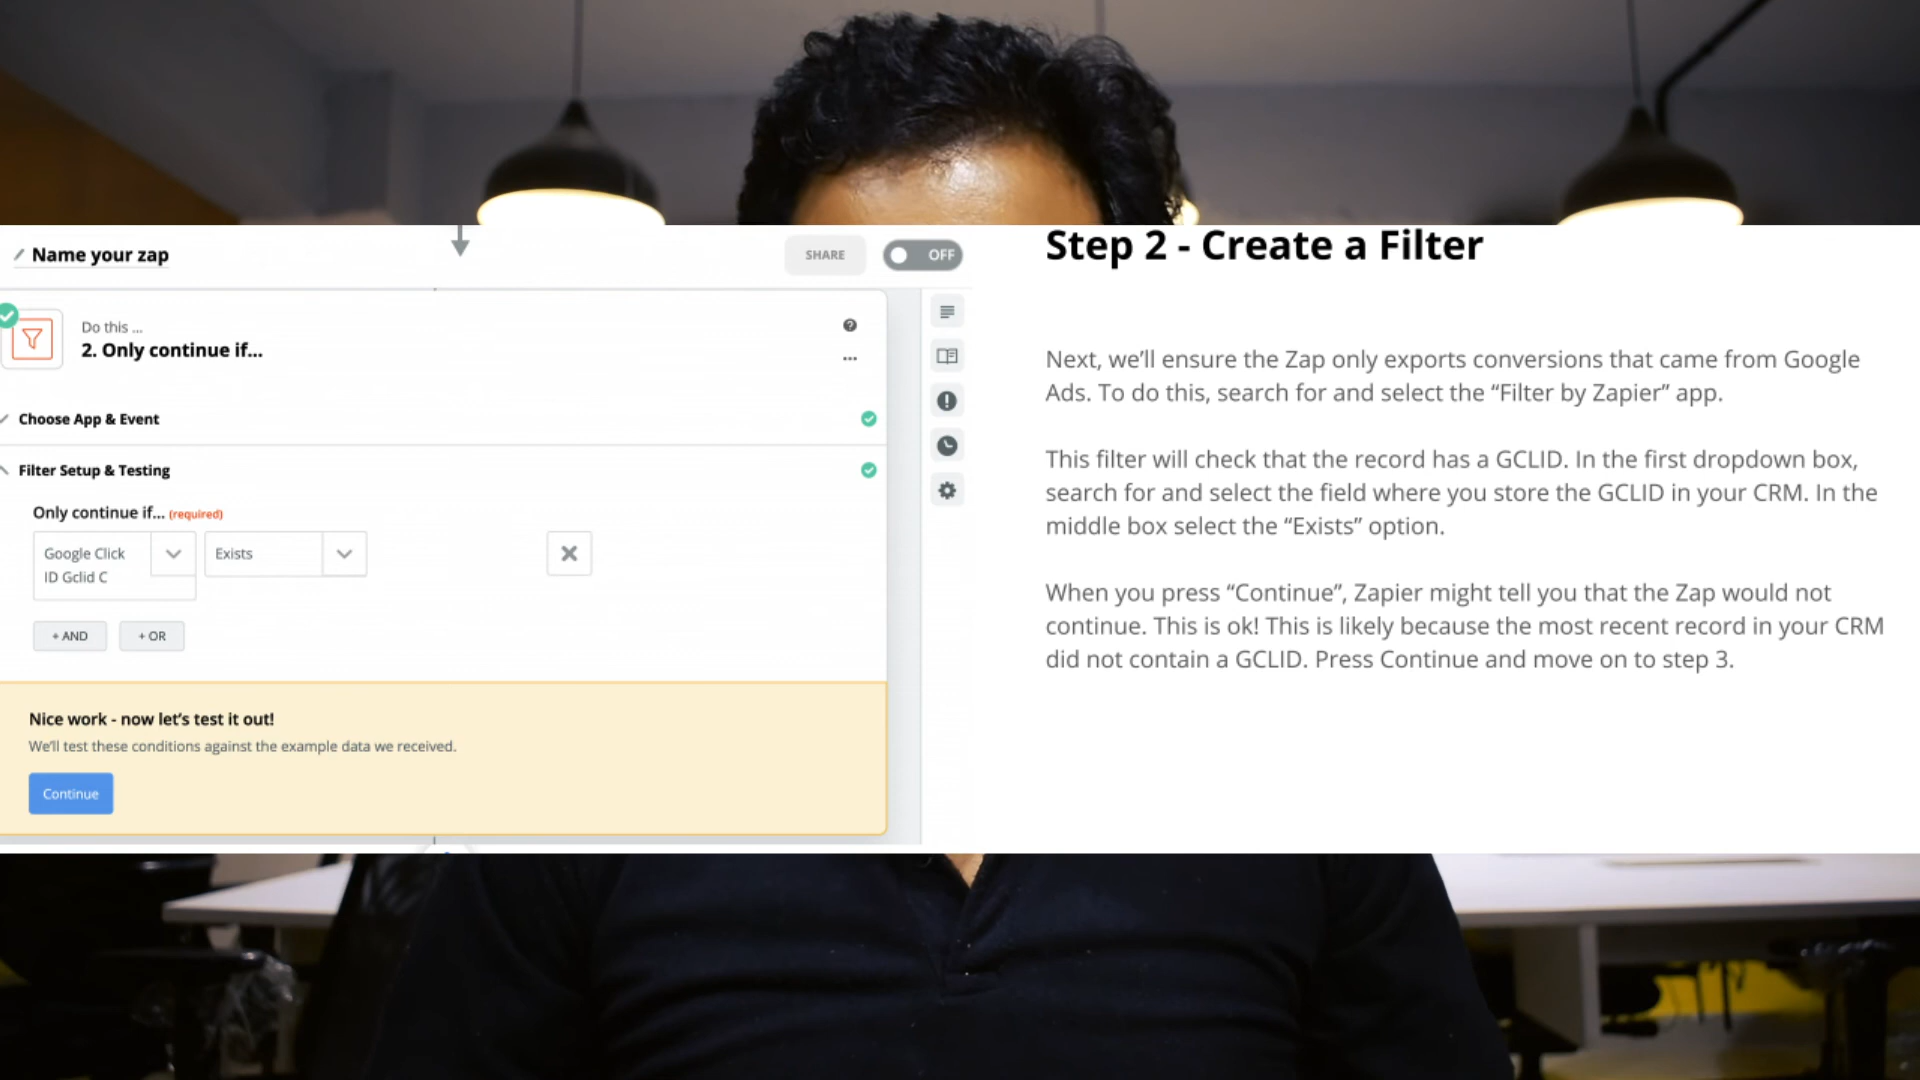 Name your zap
SHARE
OFF
Do this ...
2. Only continue if...
Choose App & Event
Filter Setup & Testing
Only continue if... (required)
Google Click
ID Gclid C
Exists
+ AND
+ OR
Nice work - now let's test it out!
We'll test these conditions against the example data we received.
Continue
Step 2 - Create a Filter
Next, we’ll ensure the Zap only exports conversions that came from Google
Ads. To do this, search for and select the “Filter by Zapier” app.
This filter will check that the record has a GCLID. In the first dropdown box,
search for and select the field where you store the GCLID in your CRM. In the
middle box select the “Exists” option.
When you press “Continue”, Zapier might tell you that the Zap would not
continue. This is ok! This is likely because the most recent record in your CRM
did not contain a GCLID. Press Continue and move on to step 3.